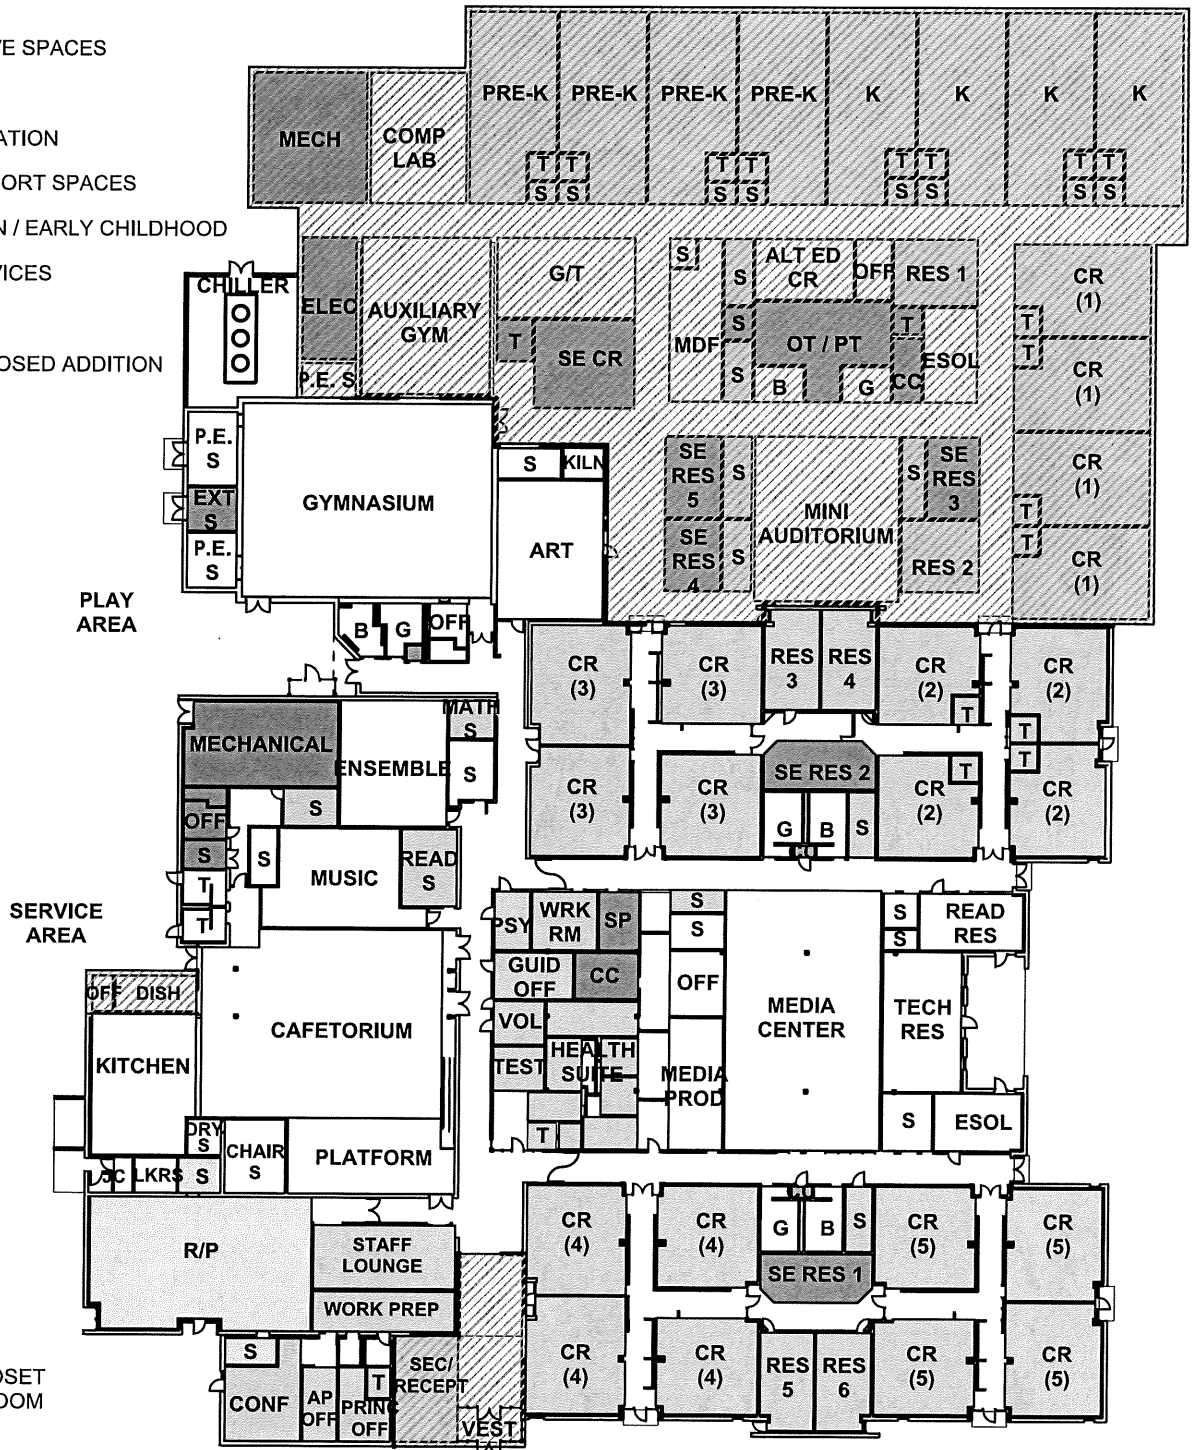 VE SPACES
ATION
ORT SPACES
N / EARLY CHILDHOOD
VICES
OSED ADDITION
PRE-K PRE-K PRE-K PRE-K K K K K
MECH
COMP
LAB
T T T T T T T T
S S S S S S S S
CHILLER
ELEC
AUXILIARY
GYM
P.E. S
G/T
T
SE CR
S
MDF
S
S
S
ALT ED
CR
OFF
RES 1
OT / PT
T
ESOL
B
G
CC
CR
(1)
T
T
CR
(1)
CR
(1)
T
T
CR
(1)
P.E.
S
EXT
S
P.E.
S
GYMNASIUM
S
KILN
ART
SE
RES
5
S
SE
RES
4
S
MINI
AUDITORIUM
S
SE
RES
3
RES 2
PLAY
AREA
B
G
OFF
CR
(3)
CR
(3)
RES
3
RES
4
CR
(2)
T
CR
(2)
T
T
MECHANICAL
ENSEMBLE
MATH
S
S
S
OFF
S
T
T
S
MUSIC
READ
S
CR
(3)
CR
(3)
SE RES 2
G
B
S
T
CR
(2)
CR
(2)
SERVICE
AREA
PSY
WRK
RM
SP
S
S
S
S
READ
RES
GUID
OFF
CC
OFF
MEDIA
CENTER
TECH
RES
OFF
DISH
KITCHEN
CAFETORIUM
VOL
TEST
HEALTH
SUITE
MEDIA
PROD
T
S
ESOL
DRY
S
CHAIR
S
PLATFORM
JC
LKRS
S
R/P
STAFF
LOUNGE
WORK PREP
CR
(4)
CR
(4)
G
B
S
SE RES 1
CR
(5)
CR
(5)
S
CONF
AP
OFF
T
PRINC
OFF
SEC/
RECEPT
VEST
CR
(4)
CR
(4)
RES
5
RES
6
CR
(5)
CR
(5)
OSET
OOM